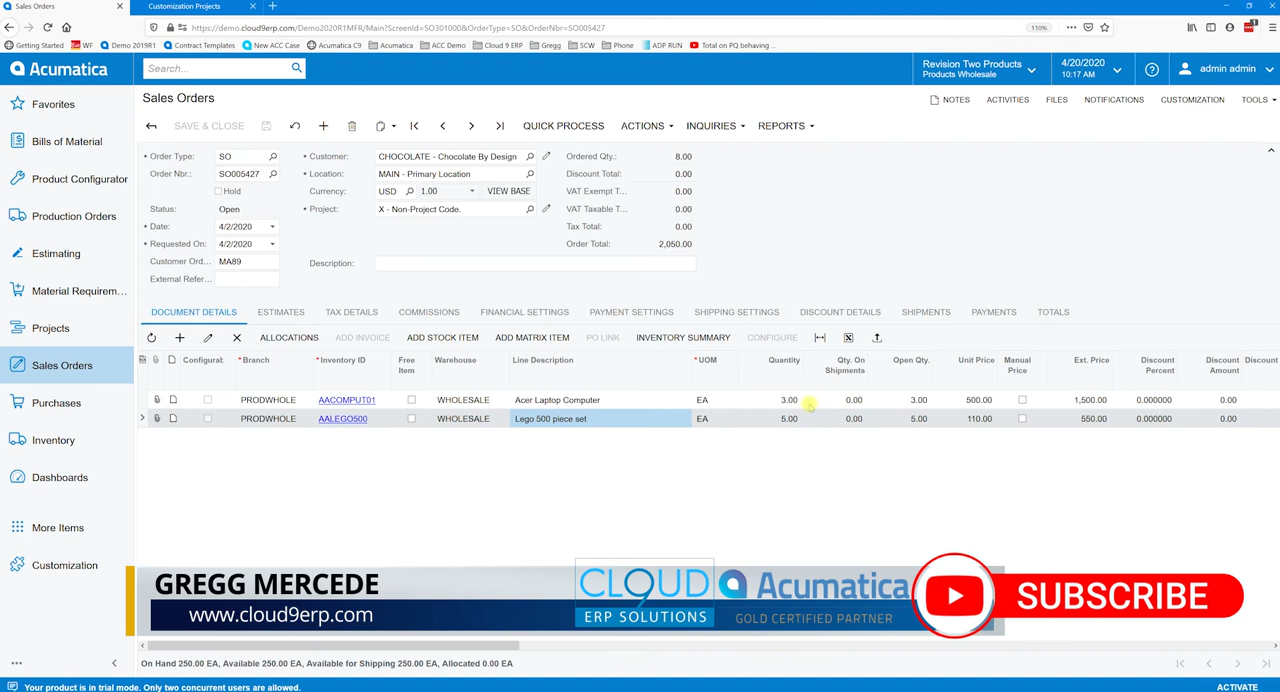 Sales Orders
Customization Projects
https://demo.cloud9erp.com/Demo2020R1MFR/Main?ScreenId=SO301000&OrderType=SO&OrderNbr=SO005427
110%
Getting Started WF Demo 2019R1 Contract Templates New ACC Case Acumatica C9 Acumatica ACC Demo Cloud 9 ERP Gregg SCW Phone ADP RUN Total on PQ behaving ...
Acumatica
Search...
Revision Two Products
Products Wholesale
4/20/2020
10:17 AM
admin admin
Favorites
Bills of Material
Product Configurator
Production Orders
Estimating
Material Requirem...
Projects
Sales Orders
Purchases
Inventory
Dashboards
More Items
Customization
Sales Orders
NOTES ACTIVITIES FILES NOTIFICATIONS CUSTOMIZATION TOOLS
SAVE & CLOSE QUICK PROCESS ACTIONS INQUIRIES REPORTS
Order Type: SO
Order Nbr.: SO005427
Hold
Status: Open
Date: 4/2/2020
Requested On: 4/2/2020
Customer Ord... MA89
External Refer...
Customer: CHOCOLATE - Chocolate By Design
Location: MAIN - Primary Location
Currency: USD 1.00 VIEW BASE
Project: X - Non-Project Code.
Description:
Ordered Qty.: 8.00
Discount Total: 0.00
VAT Exempt T... 0.00
VAT Taxable T... 0.00
Tax Total: 0.00
Order Total: 2,050.00
DOCUMENT DETAILS ESTIMATES TAX DETAILS COMMISSIONS FINANCIAL SETTINGS PAYMENT SETTINGS SHIPPING SETTINGS DISCOUNT DETAILS SHIPMENTS PAYMENTS TOTALS
ALLOCATIONS ADD INVOICE ADD STOCK ITEM ADD MATRIX ITEM PO LINK INVENTORY SUMMARY CONFIGURE
Configurat Branch Inventory ID Free Item Warehouse Line Description UOM Quantity Qty. On Shipments Open Qty. Unit Price Manual Price Ext. Price Discount Percent Discount Amount Discount
PRODWHOLE AACOMPUT01 WHOLESALE Acer Laptop Computer EA 3.00 0.00 3.00 500.00 1,500.00 0.000000 0.00
PRODWHOLE AALEGO500 WHOLESALE Lego 500 piece set EA 5.00 0.00 5.00 110.00 550.00 0.000000 0.00
GREGG MERCEDE
www.cloud9erp.com
CLOUD9
ERP SOLUTIONS
Acumatica
GOLD CERTIFIED PARTNER
SUBSCRIBE
On Hand 250.00 EA, Available 250.00 EA, Available for Shipping 250.00 EA, Allocated 0.00 EA
Your product is in trial mode. Only two concurrent users are allowed.
ACTIVATE